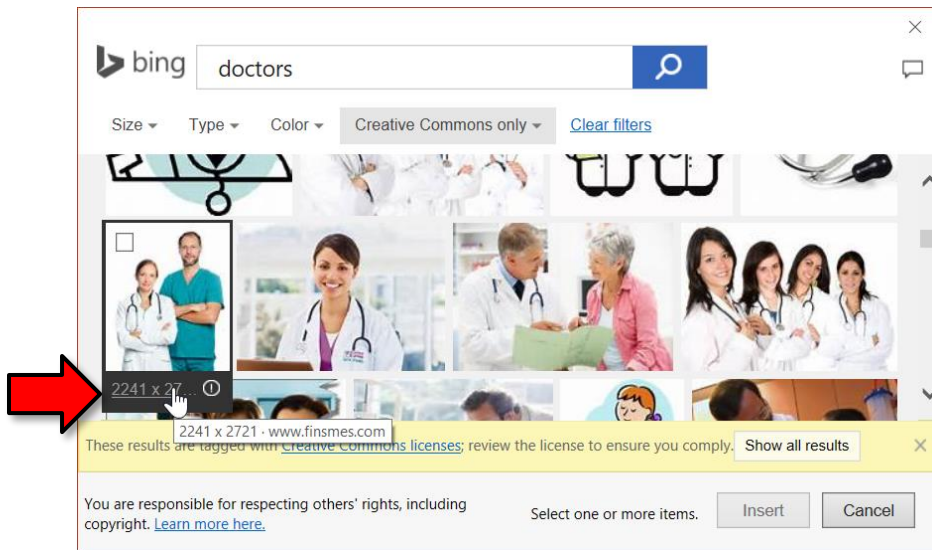 bing
doctors
Size Type Color Creative Commons only Clear filters
2241 x 27...
2241 x 2721 · www.finsmes.com
These results are tagged with Creative Commons licenses; review the license to ensure you comply. Show all results
You are responsible for respecting others' rights, including
copyright. Learn more here.
Select one or more items. Insert Cancel